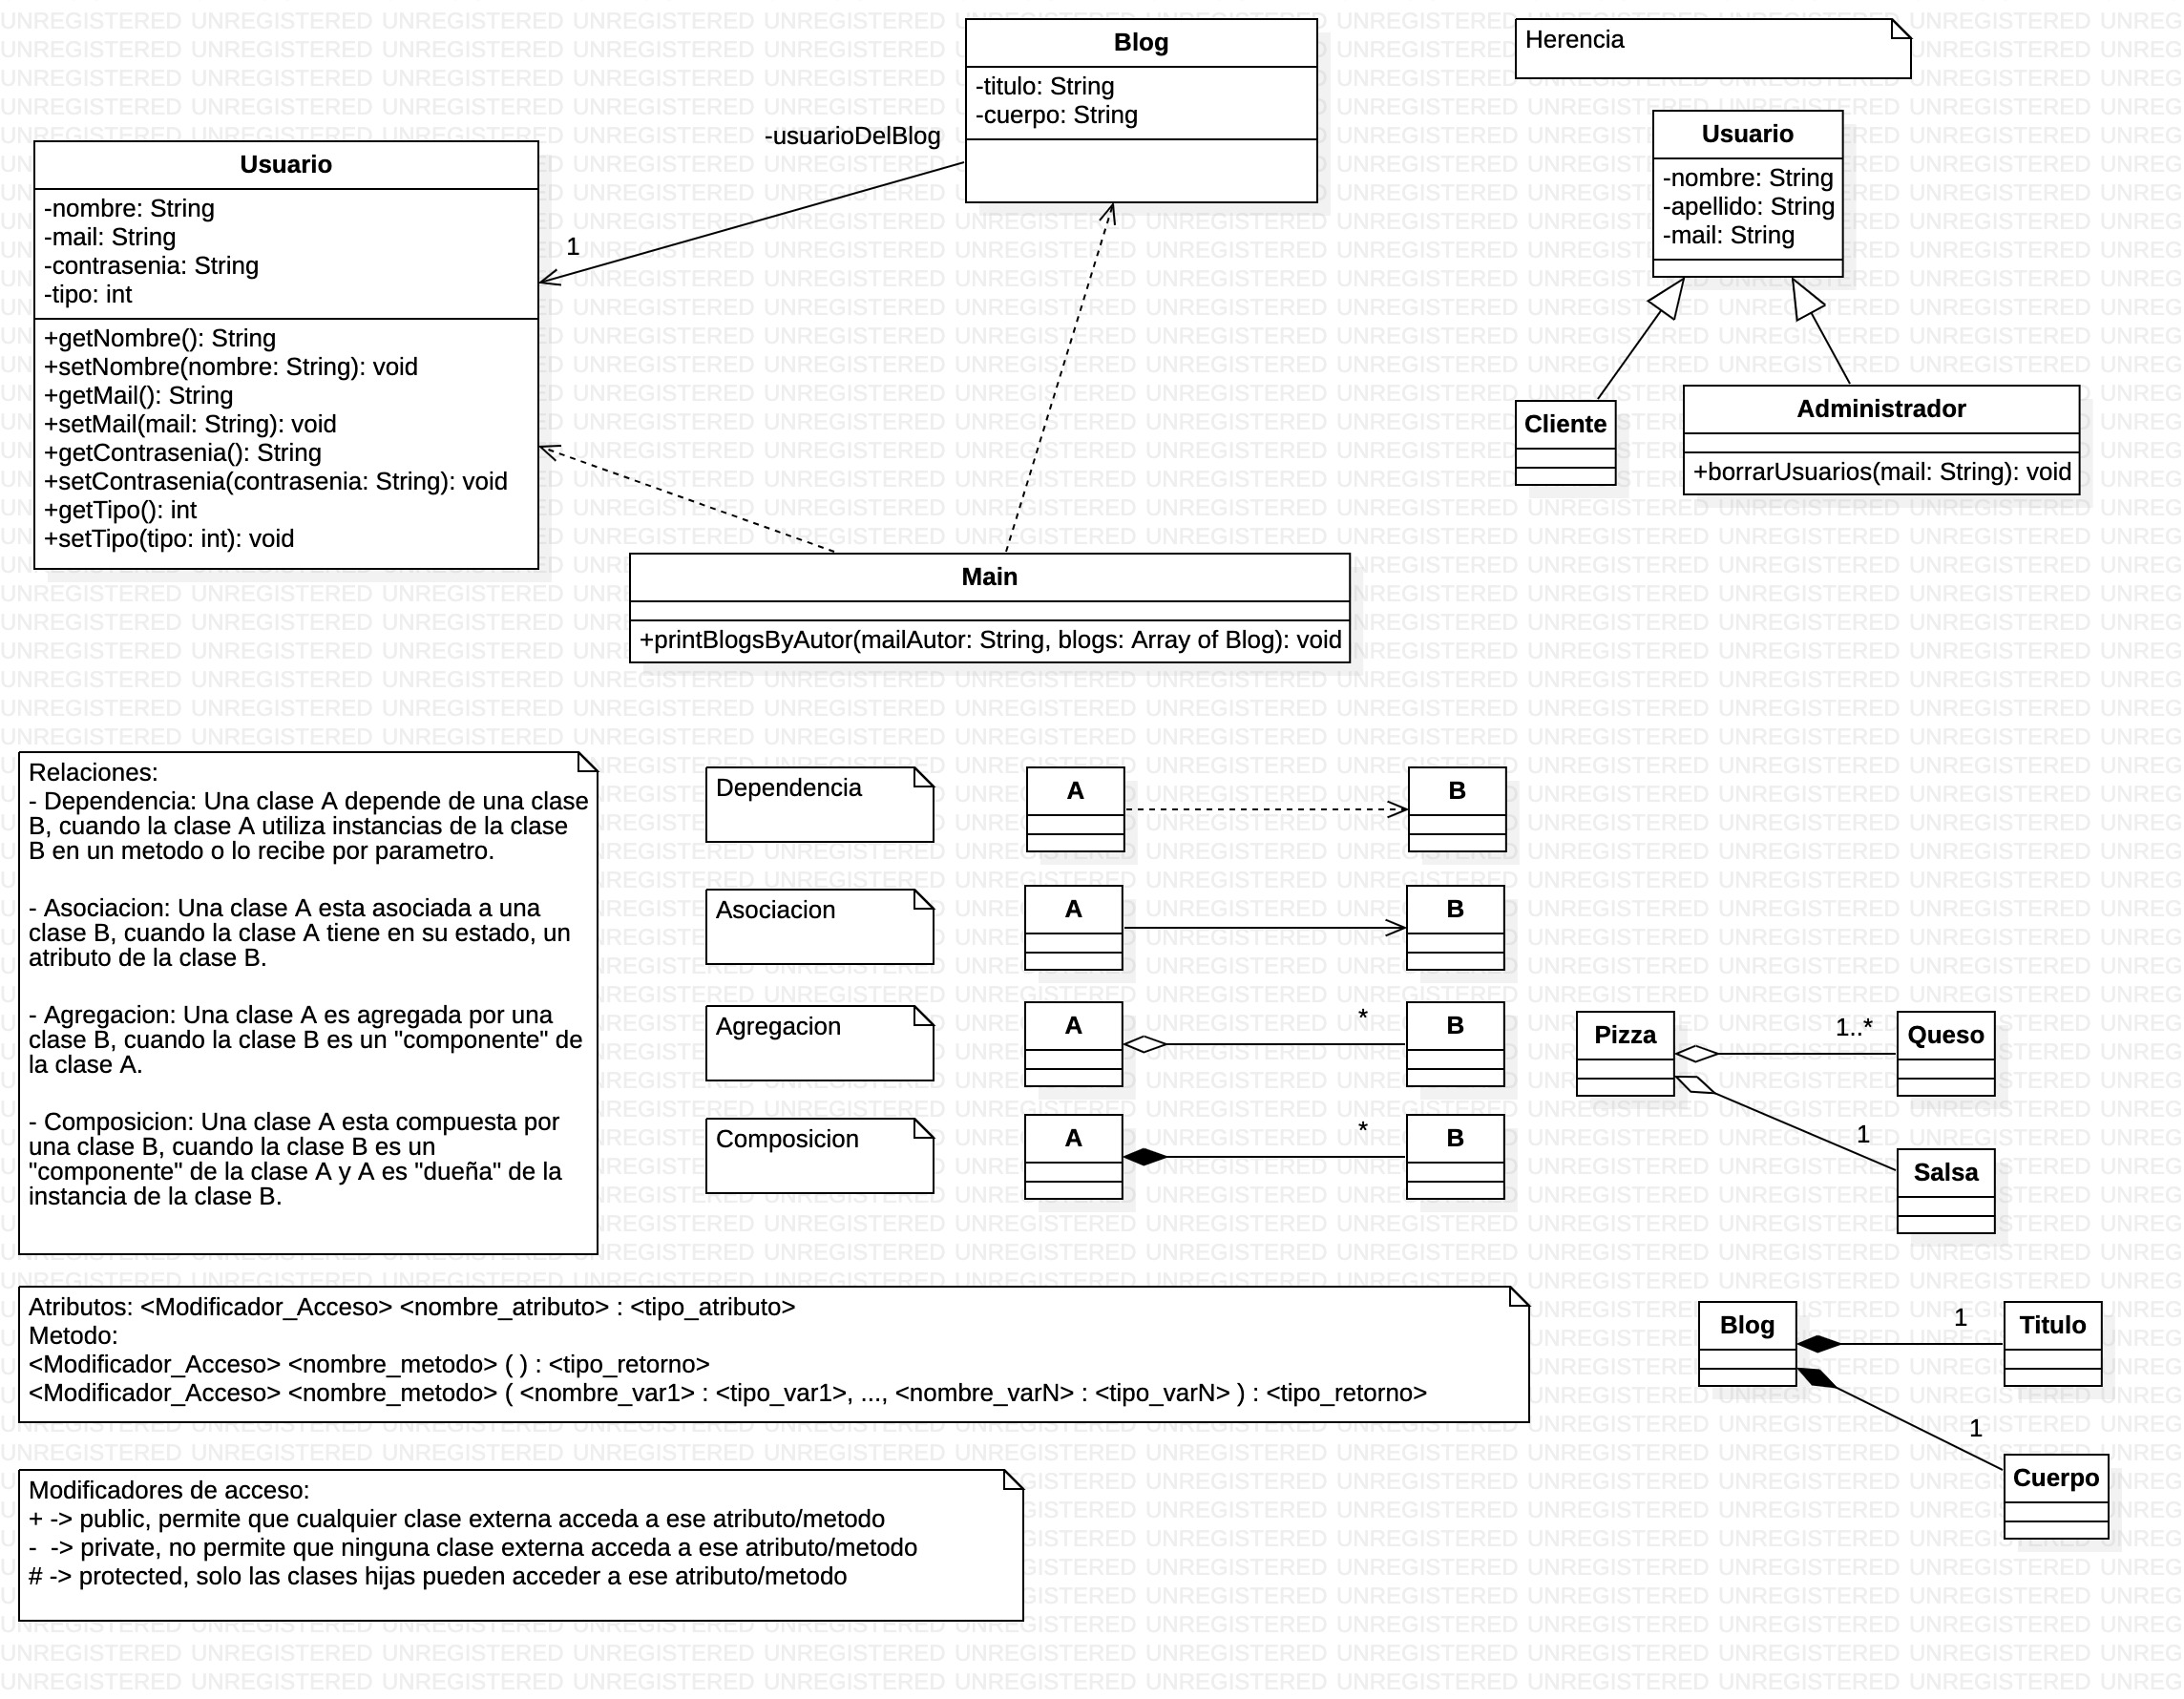 Blog
-titulo: String
-cuerpo: String
-usuarioDelBlog
1
Usuario
-nombre: String
-mail: String
-contrasenia: String
-tipo: int
+getNombre(): String
+setNombre(nombre: String): void
+getMail(): String
+setMail(mail: String): void
+getContrasenia(): String
+setContrasenia(contrasenia: String): void
+getTipo(): int
+setTipo(tipo: int): void
Main
+printBlogsByAutor(mailAutor: String, blogs: Array of Blog): void
Herencia
Usuario
-nombre: String
-apellido: String
-mail: String
Cliente
Administrador
+borrarUsuarios(mail: String): void
Relaciones:
- Dependencia: Una clase A depende de una clase
B, cuando la clase A utiliza instancias de la clase
B en un metodo o lo recibe por parametro.
- Asociacion: Una clase A esta asociada a una
clase B, cuando la clase A tiene en su estado, un
atributo de la clase B.
- Agregacion: Una clase A es agregada por una
clase B, cuando la clase B es un "componente" de
la clase A.
- Composicion: Una clase A esta compuesta por
una clase B, cuando la clase B es un
"componente" de la clase A y A es "dueña" de la
instancia de la clase B.
Dependencia
A
B
Asociacion
A
B
Agregacion
A
*
B
Composicion
A
*
B
Pizza
1..*
Queso
1
Salsa
Atributos: <Modificador_Acceso> <nombre_atributo> : <tipo_atributo>
Metodo:
<Modificador_Acceso> <nombre_metodo> ( ) : <tipo_retorno>
<Modificador_Acceso> <nombre_metodo> ( <nombre_var1> : <tipo_var1>, ..., <nombre_varN> : <tipo_varN> ) : <tipo_retorno>
Blog
1
Titulo
1
Cuerpo
Modificadores de acceso:
+ -> public, permite que cualquier clase externa acceda a ese atributo/metodo
-  -> private, no permite que ninguna clase externa acceda a ese atributo/metodo
# -> protected, solo las clases hijas pueden acceder a ese atributo/metodo
UNREGISTERED